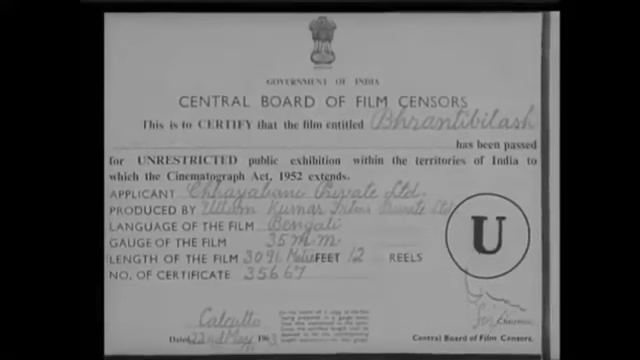 GOVERNMENT OF INDIA
CENTRAL BOARD OF FILM CENSORS
This is to CERTIFY that the film entitled Bhrantibilash
has been passed
for UNRESTRICTED public exhibition within the territories of India to
which the Cinematograph Act, 1952 extends.
APPLICANT Chhayabani Private Ltd.
PRODUCED BY Uttam Kumar Films Private Ltd
LANGUAGE OF THE FILM Bengali
GAUGE OF THE FILM 35 M.M.
LENGTH OF THE FILM 3091 Metre FEET 12 REELS
NO. OF CERTIFICATE 35667
U
Calcutta
Dated 22nd May 1963
Central Board of Film Censors.